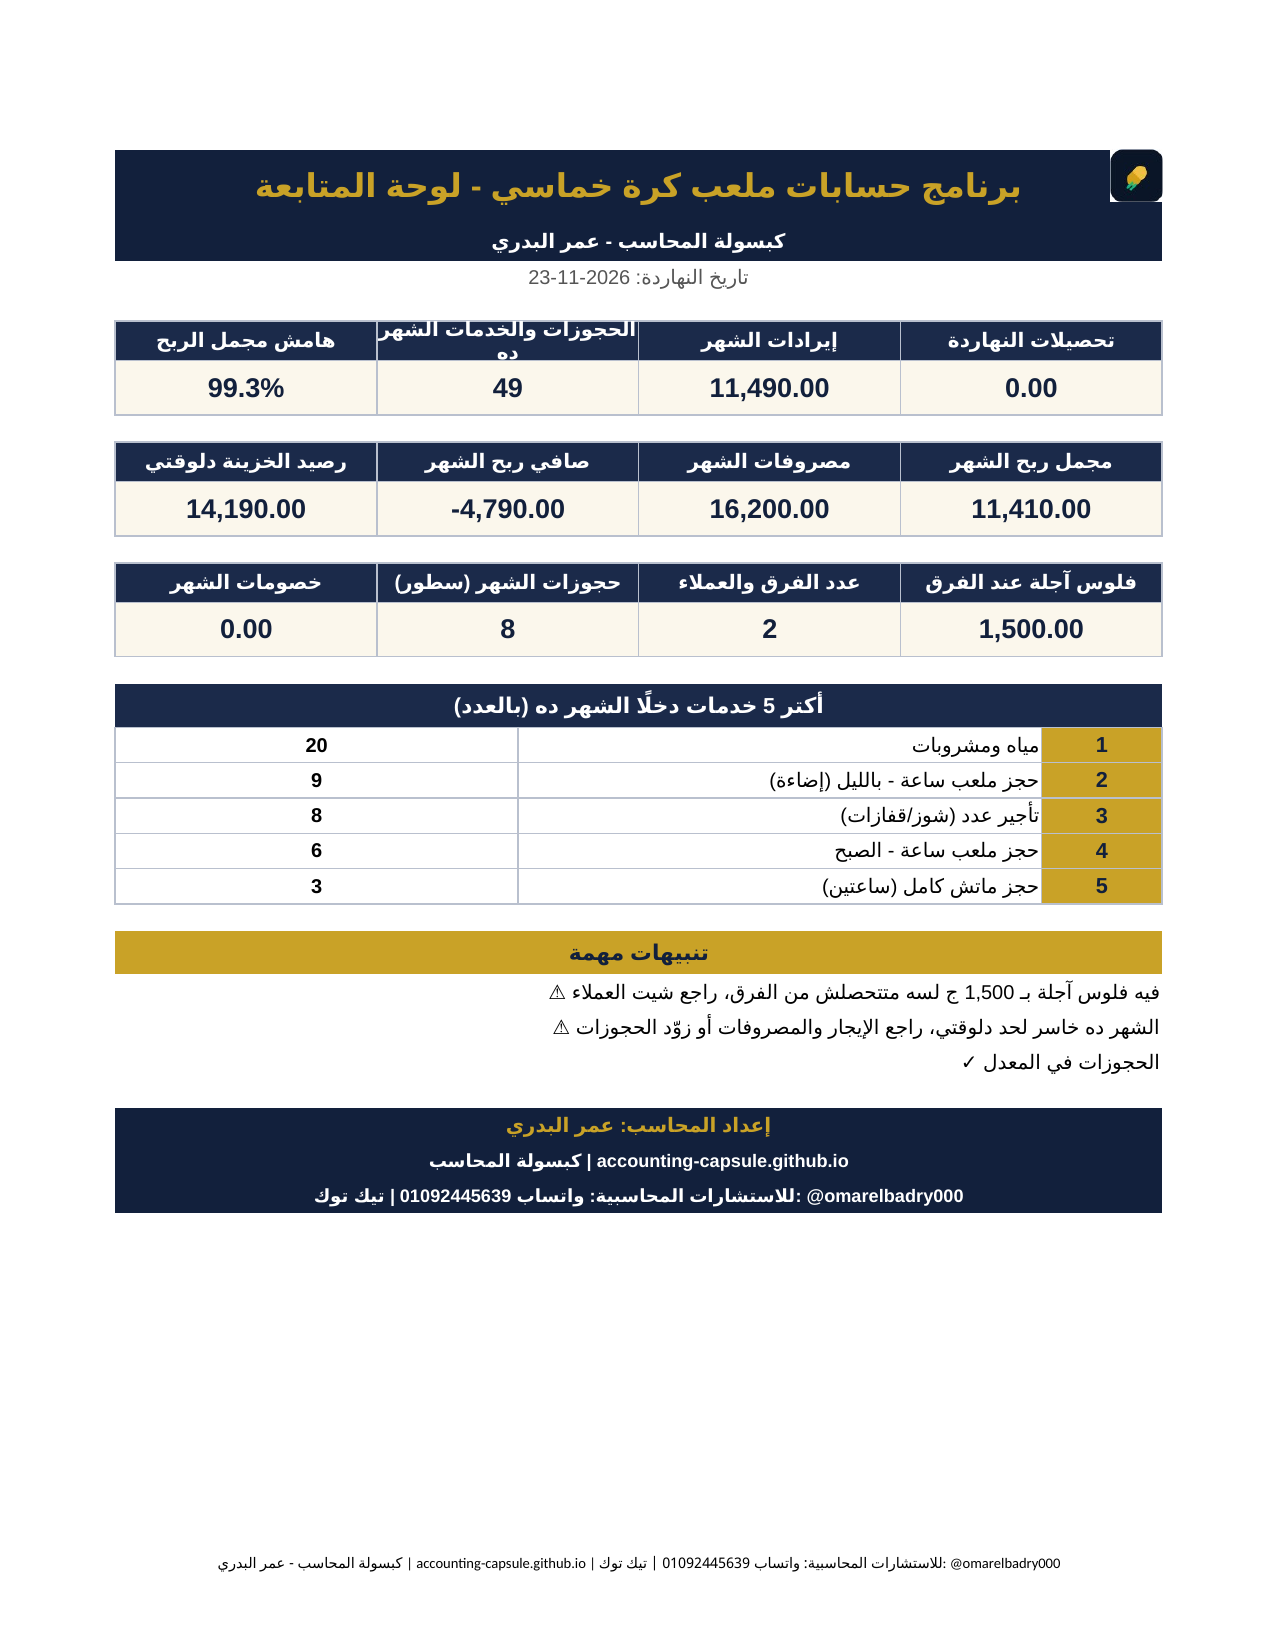 برنامج حسابات ملعب كرة خماسي - لوحة المتابعة
كبسولة المحاسب - عمر البدري
تاريخ النهاردة: 2026-11-23
تحصيلات النهاردة
إيرادات الشهر
الحجوزات والخدمات الشهر
ده
هامش مجمل الربح
0.00
11,490.00
49
99.3%
مجمل ربح الشهر
مصروفات الشهر
صافي ربح الشهر
رصيد الخزينة دلوقتي
11,410.00
16,200.00
-4,790.00
14,190.00
فلوس آجلة عند الفرق
عدد الفرق والعملاء
حجوزات الشهر (سطور)
خصومات الشهر
1,500.00
2
8
0.00
أكتر 5 خدمات دخلًا الشهر ده (بالعدد)
1 مياه ومشروبات 20
2 حجز ملعب ساعة - بالليل (إضاءة) 9
3 تأجير عدد (شوز/قفازات) 8
4 حجز ملعب ساعة - الصبح 6
5 حجز ماتش كامل (ساعتين) 3
تنبيهات مهمة
فيه فلوس آجلة بـ 1,500 ج لسه متتحصلش من الفرق، راجع شيت العملاء ⚠
الشهر ده خاسر لحد دلوقتي، راجع الإيجار والمصروفات أو زوّد الحجوزات ⚠
الحجوزات في المعدل ✓
إعداد المحاسب: عمر البدري
كبسولة المحاسب | accounting-capsule.github.io
للاستشارات المحاسبية: واتساب 01092445639 | تيك توك: @omarelbadry000
كبسولة المحاسب - عمر البدري | accounting-capsule.github.io | للاستشارات المحاسبية: واتساب 01092445639 | تيك توك: @omarelbadry000